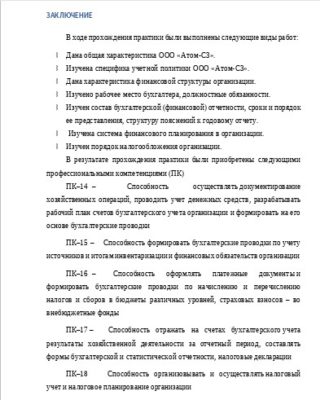 ЗАКЛЮЧЕНИЕ
В ходе прохождения практики были выполнены следующие виды работ:
Дана общая характеристика ООО «Атом-СЗ».
Изучена специфика учетной политики ООО «Атом-СЗ».
Дана характеристика финансовой структуры организации.
Изучено рабочее место бухгалтера, должностные обязанности.
Изучен состав бухгалтерской (финансовой) отчетности, сроки и порядок
ее представления, структуру пояснений к годовому отчету.
Изучена система финансового планирования в организации.
Изучен порядок налогообложения организации.
В результате прохождения практики были приобретены следующими
профессиональными компетенциями (ПК)
ПК–14 – Способность осуществлять документирование
хозяйственных операций, проводить учет денежных средств, разрабатывать
рабочий план счетов бухгалтерского учета организации и формировать на его
основе бухгалтерские проводки
ПК–15 – Способность формировать бухгалтерские проводки по учету
источников и итогам инвентаризации и финансовых обязательств организации
ПК–16 – Способность оформлять платежные документы и
формировать бухгалтерские проводки по начислению и перечислению
налогов и сборов в бюджеты различных уровней, страховых взносов – во
внебюджетные фонды
ПК–17 – Способность отражать на счетах бухгалтерского учета
результаты хозяйственной деятельности за отчетный период, составлять
формы бухгалтерской и статистической отчетности, налоговые декларации
ПК–18 Способность организовывать и осуществлять налоговый
учет и налоговое планирование организации